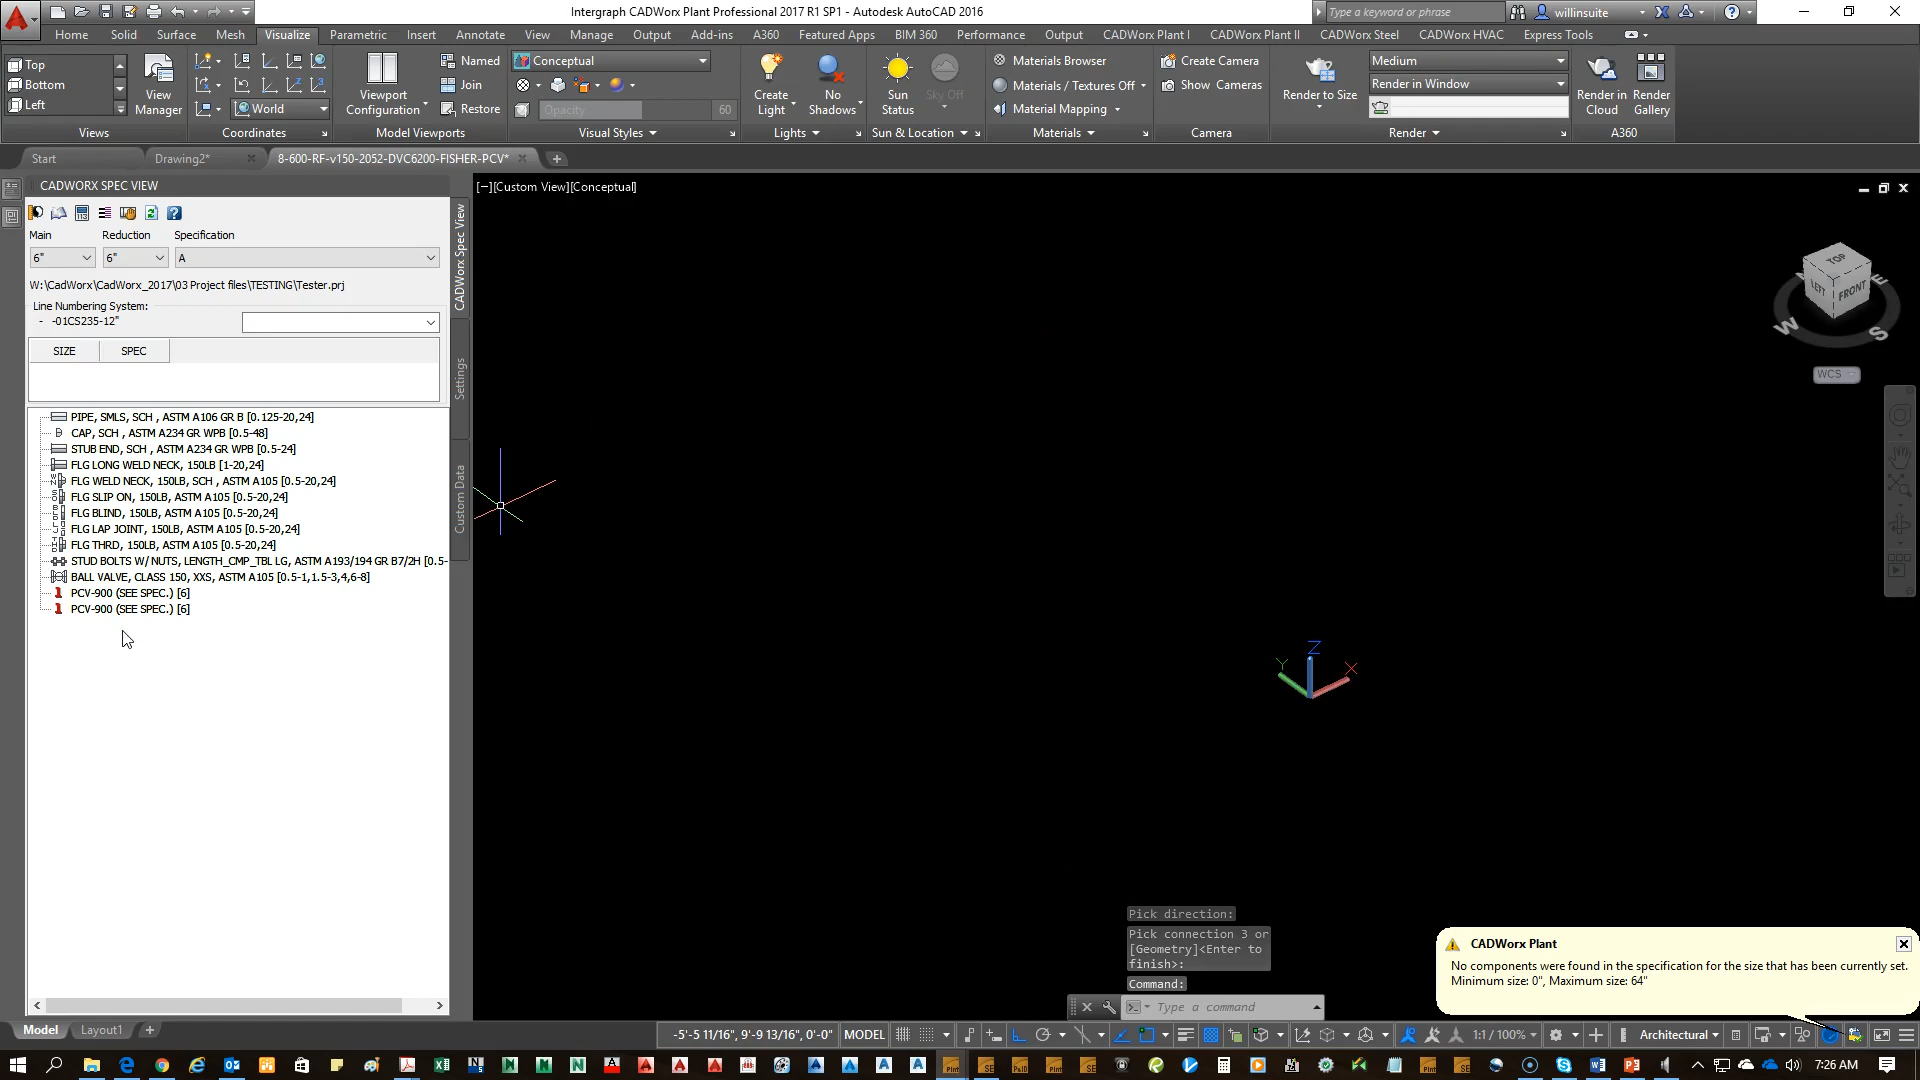 Intergraph CADWorx Plant Professional 2017 R1 SP1 - Autodesk AutoCAD 2016
Type a keyword or phrase
willinsuite
Home Solid Surface Mesh Visualize Parametric Insert Annotate View Manage Output Add-ins A360 Featured Apps BIM 360 Performance Output CADWorx Plant I CADWorx Plant II CADWorx Steel CADWorx HVAC Express Tools
Top
Bottom
Left
View
Manager
World
Viewport
Configuration
Named
Join
Restore
Conceptual
Opacity 60
Create
Light
No
Shadows
Sun
Status
Sky Off
Materials Browser
Materials / Textures Off
Material Mapping
Create Camera
Show Cameras
Render to Size
Medium
Render in Window
Render in
Cloud
Render
Gallery
Views Coordinates Model Viewports Visual Styles Lights Sun & Location Materials Camera Render A360
Start Drawing2* 8-600-RF-v150-2052-DVC6200-FISHER-PCV*
CADWORX SPEC VIEW
Main Reduction Specification
6" 6" A
W:\CadWorx\CadWorx_2017\03 Project files\TESTING\Tester.prj
Line Numbering System:
- -01CS235-12"
SIZE SPEC
PIPE, SMLS, SCH , ASTM A106 GR B [0.125-20,24]
CAP, SCH , ASTM A234 GR WPB [0.5-48]
STUB END, SCH , ASTM A234 GR WPB [0.5-24]
FLG LONG WELD NECK, 150LB [1-20,24]
FLG WELD NECK, 150LB, SCH , ASTM A105 [0.5-20,24]
FLG SLIP ON, 150LB, ASTM A105 [0.5-20,24]
FLG BLIND, 150LB, ASTM A105 [0.5-20,24]
FLG LAP JOINT, 150LB, ASTM A105 [0.5-20,24]
FLG THRD, 150LB, ASTM A105 [0.5-20,24]
STUD BOLTS W/ NUTS, LENGTH_CMP_TBL LG, ASTM A193/194 GR B7/2H [0.5-
BALL VALVE, CLASS 150, XXS, ASTM A105 [0.5-1,1.5-3,4,6-8]
PCV-900 (SEE SPEC.) [6]
PCV-900 (SEE SPEC.) [6]
CADWorx Spec View
Settings
Custom Data
[−][Custom View][Conceptual]
TOP
LEFT
FRONT
W
S
E
WCS
Z
Y
X
Pick direction:
Pick connection 3 or
[Geometry]<Enter to
finish>:
Command:
Type a command
CADWorx Plant
No components were found in the specification for the size that has been currently set.
Minimum size: 0", Maximum size: 64"
Model Layout1
-5'-5 11/16", 9'-9 13/16", 0'-0" MODEL 1:1 / 100% Architectural
7:26 AM